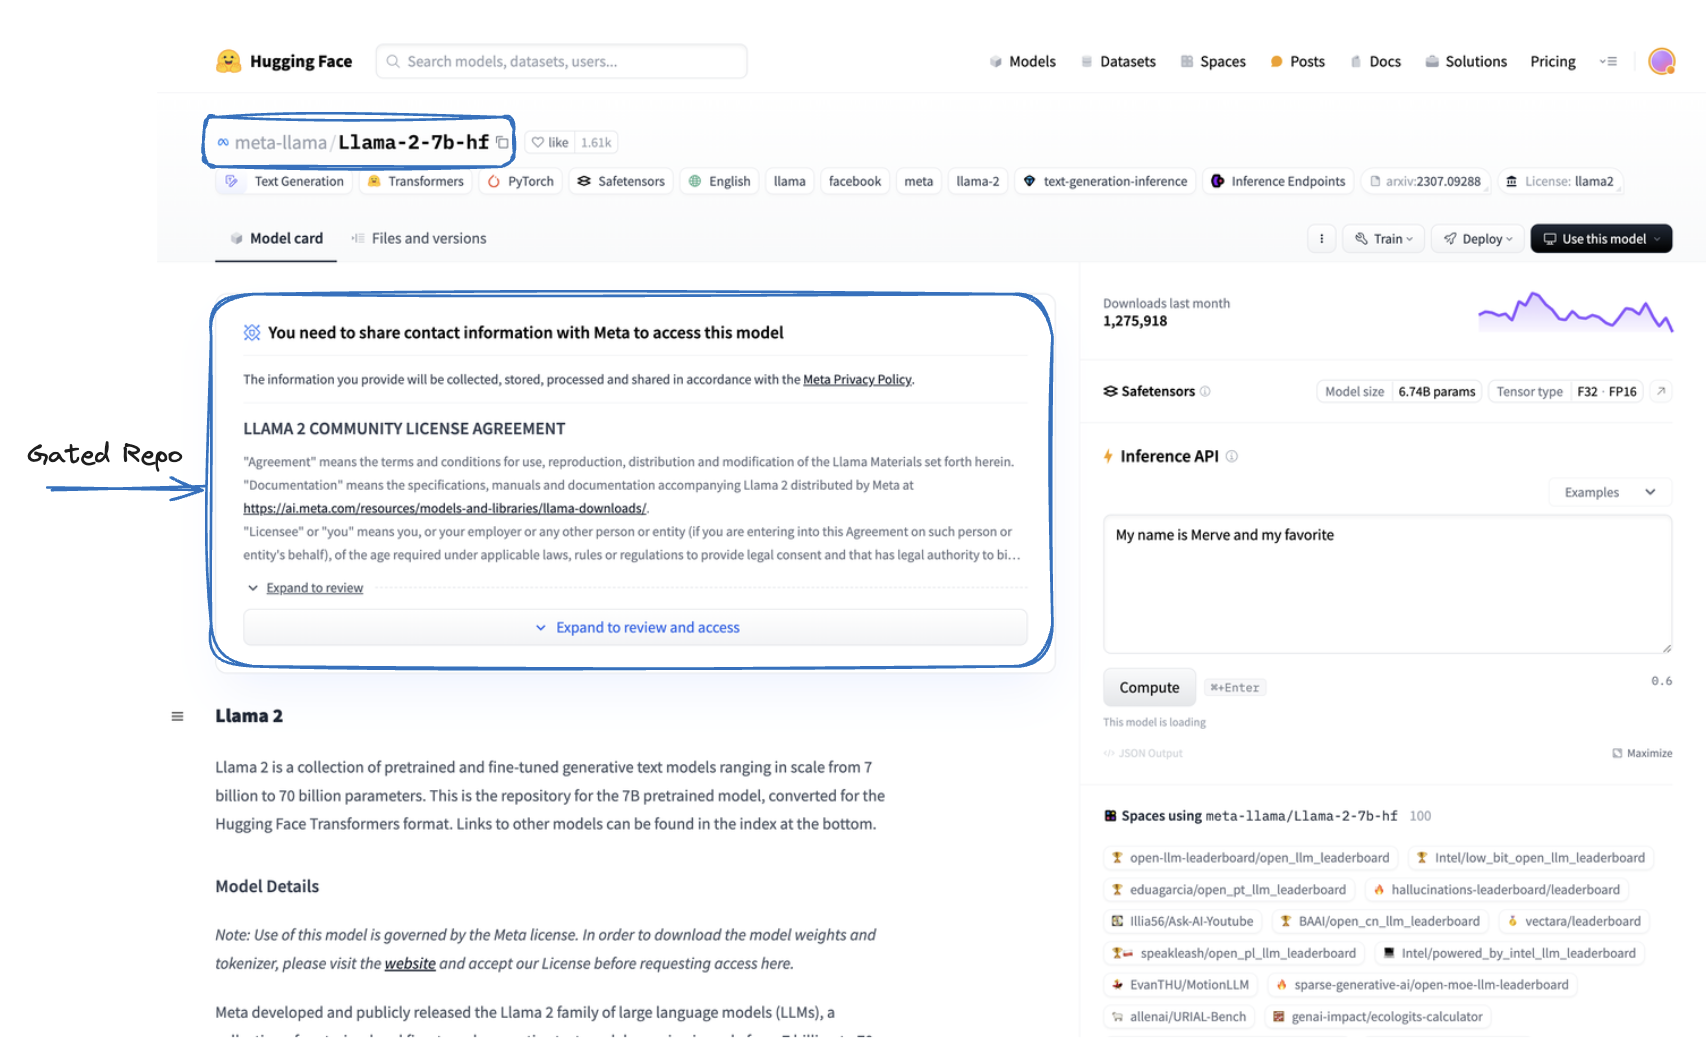 Hugging Face
Search models, datasets, users...
Models
Datasets
Spaces
Posts
Docs
Solutions
Pricing
meta-llama/Llama-2-7b-hf
like 1.61k
Text Generation
Transformers
PyTorch
Safetensors
English
llama
facebook
meta
llama-2
text-generation-inference
Inference Endpoints
arxiv:2307.09288
License: llama2
Model card
Files and versions
Train
Deploy
Use this model
Gated Repo
You need to share contact information with Meta to access this model
The information you provide will be collected, stored, processed and shared in accordance with the Meta Privacy Policy.
LLAMA 2 COMMUNITY LICENSE AGREEMENT
"Agreement" means the terms and conditions for use, reproduction, distribution and modification of the Llama Materials set forth herein.
"Documentation" means the specifications, manuals and documentation accompanying Llama 2 distributed by Meta at
https://ai.meta.com/resources/models-and-libraries/llama-downloads/.
"Licensee" or "you" means you, or your employer or any other person or entity (if you are entering into this Agreement on such person or
entity's behalf), of the age required under applicable laws, rules or regulations to provide legal consent and that has legal authority to bi...
Expand to review
Expand to review and access
Llama 2
Llama 2 is a collection of pretrained and fine-tuned generative text models ranging in scale from 7
billion to 70 billion parameters. This is the repository for the 7B pretrained model, converted for the
Hugging Face Transformers format. Links to other models can be found in the index at the bottom.
Model Details
Note: Use of this model is governed by the Meta license. In order to download the model weights and
tokenizer, please visit the website and accept our License before requesting access here.
Meta developed and publicly released the Llama 2 family of large language models (LLMs), a
Downloads last month
1,275,918
Safetensors
Model size 6.74B params
Tensor type F32 · FP16
Inference API
Examples
My name is Merve and my favorite
Compute
⌘+Enter
0.6
This model is loading
</> JSON Output
Maximize
Spaces using meta-llama/Llama-2-7b-hf 100
open-llm-leaderboard/open_llm_leaderboard
Intel/low_bit_open_llm_leaderboard
eduagarcia/open_pt_llm_leaderboard
hallucinations-leaderboard/leaderboard
Illia56/Ask-AI-Youtube
BAAI/open_cn_llm_leaderboard
vectara/leaderboard
speakleash/open_pl_llm_leaderboard
Intel/powered_by_intel_llm_leaderboard
EvanTHU/MotionLLM
sparse-generative-ai/open-moe-llm-leaderboard
allenai/URIAL-Bench
genai-impact/ecologits-calculator